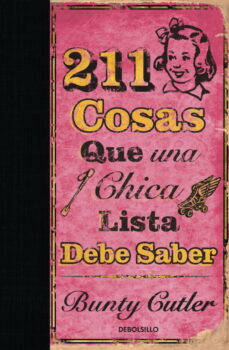 211
Cosas
Que una
Chica
Lista
Debe Saber
Bunty Cutler
DEBOLSILLO